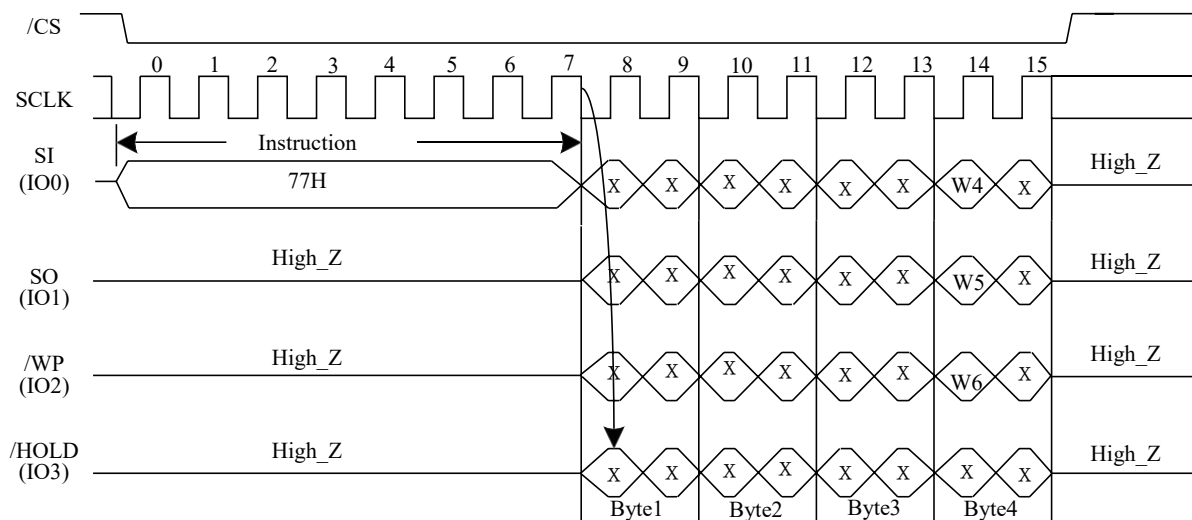 /CS
0 1 2 3 4 5 6 7 8 9 10 11 12 13 14 15
SCLK
Instruction
SI
(IO0)
77H
X X X X X X W4 X
High_Z
SO
(IO1)
High_Z
X X X X X X W5 X
High_Z
/WP
(IO2)
High_Z
X X X X X X W6 X
High_Z
/HOLD
(IO3)
High_Z
X X X X X X X X
High_Z
Byte1 Byte2 Byte3 Byte4